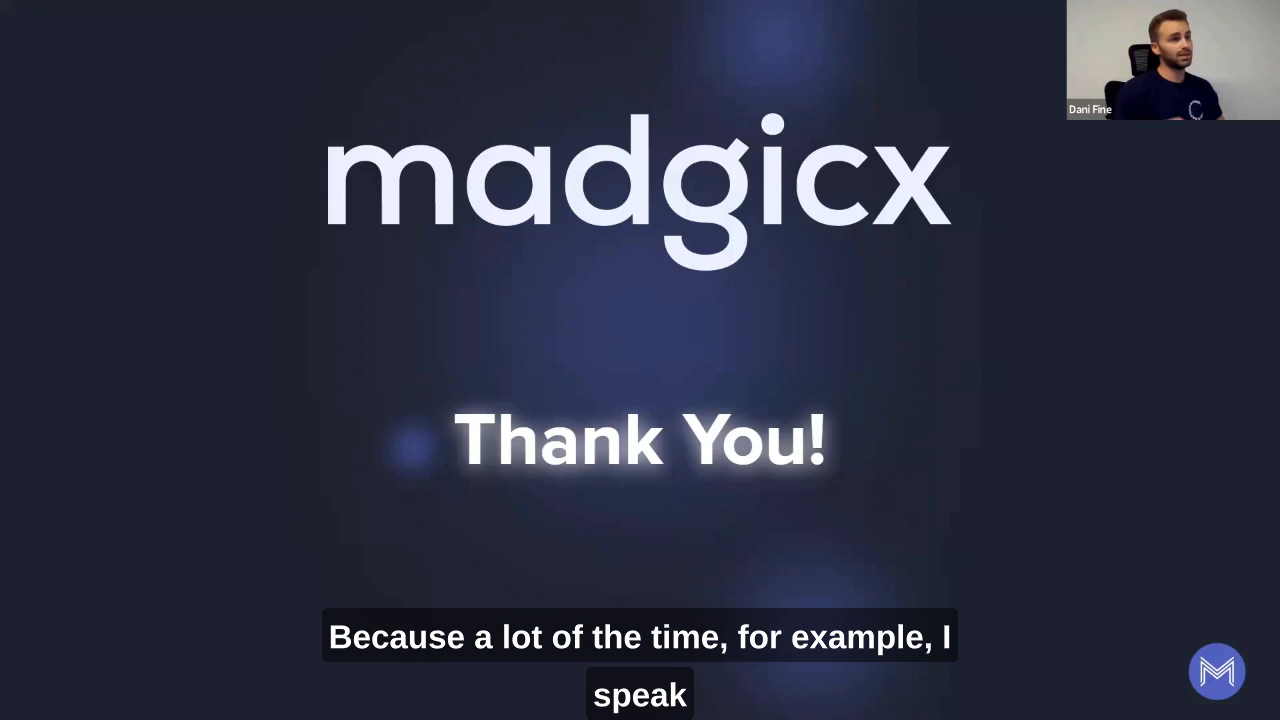 Dani Fine
madgicx
Thank You!
Because a lot of the time, for example, I
speak